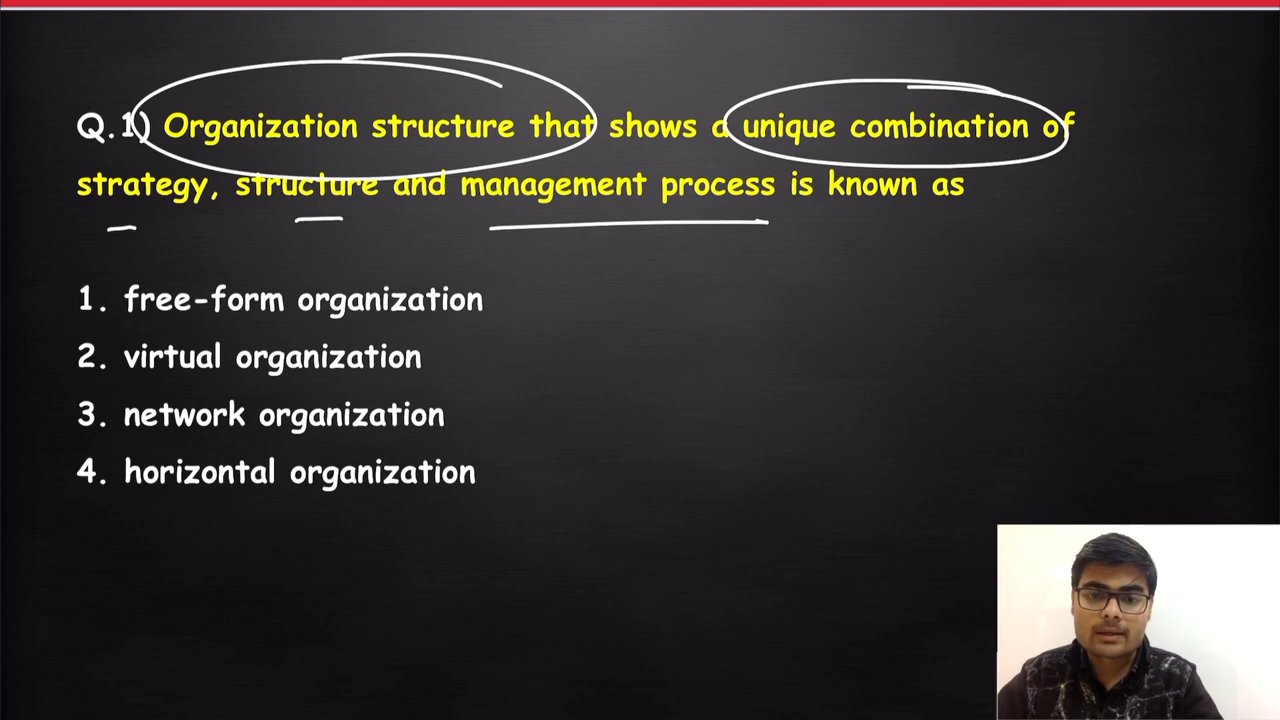 Q.1) Organization structure that shows a unique combination of
strategy, structure and management process is known as
1. free-form organization
2. virtual organization
3. network organization
4. horizontal organization